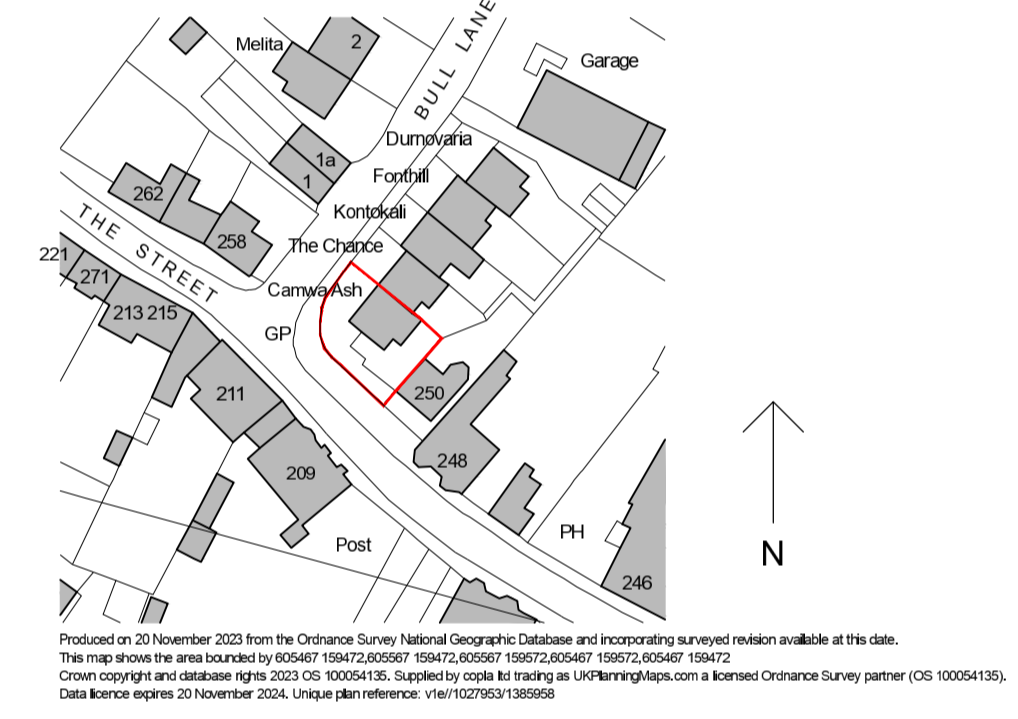 BULL LANE
Melita
2
Garage
Durnovaria
1a
Fonthill
1
262
Kontokali
THE STREET
258
The Chance
221
271
Camwa Ash
213 215
GP
211
250
248
209
PH
Post
N
246
Produced on 20 November 2023 from the Ordnance Survey National Geographic Database and incorporating surveyed revision available at this date.
This map shows the area bounded by 605467 159472,605567 159472,605567 159572,605467 159572,605467 159472
Crown copyright and database rights 2023 OS 100054135. Supplied by copla ltd trading as UKPlanningMaps.com a licensed Ordnance Survey partner (OS 100054135).
Data licence expires 20 November 2024. Unique plan reference: v1e//1027953/1385958